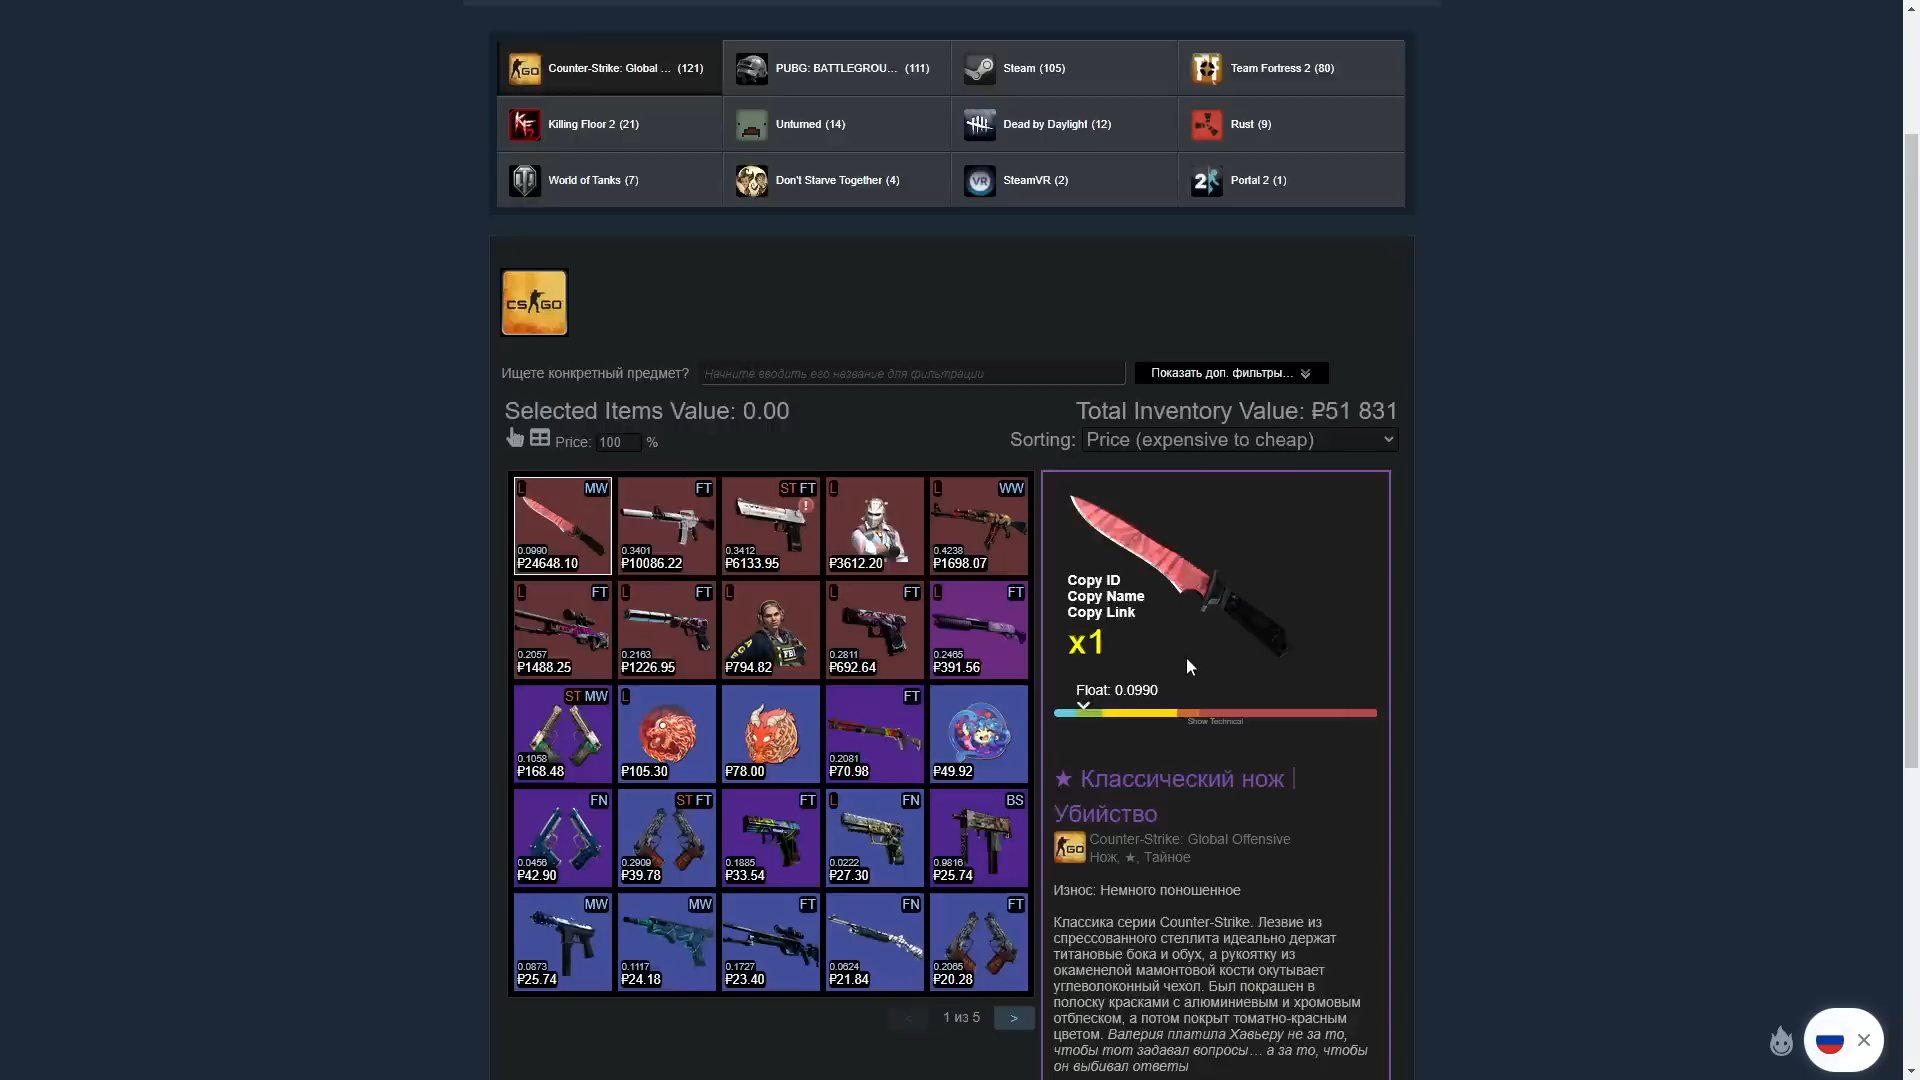 Counter-Strike: Global ... (121)
PUBG: BATTLEGROU... (111)
Steam (105)
Team Fortress 2 (80)
Killing Floor 2 (21)
Unturned (14)
Dead by Daylight (12)
Rust (9)
World of Tanks (7)
Don't Starve Together (4)
VR
SteamVR (2)
2
Portal 2 (1)
CS GO
Ищете конкретный предмет?
Начните вводить его название для фильтрации
Показать доп. фильтры...
Selected Items Value: 0.00
Total Inventory Value: ₽51 831
Price: 100 %
Sorting: Price (expensive to cheap)
L MW
FT
ST FT
L
L WW
0.0990
0.3401
0.3412
0.4238
₽24648.10
₽10086.22
₽6133.95
₽3612.20
₽1698.07
L FT
L FT
L
L FT
L FT
0.2057
0.2163
0.2811
0.2465
₽1488.25
₽1226.95
₽794.82
₽692.64
₽391.56
ST MW
L
FT
0.1058
0.2081
₽168.48
₽105.30
₽78.00
₽70.98
₽49.92
FN
ST FT
FT
L FN
BS
0.0456
0.2909
0.1885
0.0222
0.9816
₽42.90
₽39.78
₽33.54
₽27.30
₽25.74
MW
MW
FT
FN
FT
0.0873
0.1117
0.1727
0.0624
0.2065
₽25.74
₽24.18
₽23.40
₽21.84
₽20.28
< 1 из 5 >
Copy ID
Copy Name
Copy Link
x1
Float: 0.0990
Show Technical
★ Классический нож |
Убийство
Counter-Strike: Global Offensive
Нож, ★, Тайное
Износ: Немного поношенное
Классика серии Counter-Strike. Лезвие из
спрессованного стеллита идеально держат
титановые бока и обух, а рукоятку из
окаменелой мамонтовой кости окутывает
углеволоконный чехол. Был покрашен в
полоску красками с алюминиевым и хромовым
отблеском, а потом покрыт томатно-красным
цветом. Валерия платила Хавьеру не за то,
чтобы тот задавал вопросы… а за то, чтобы
он выбивал ответы